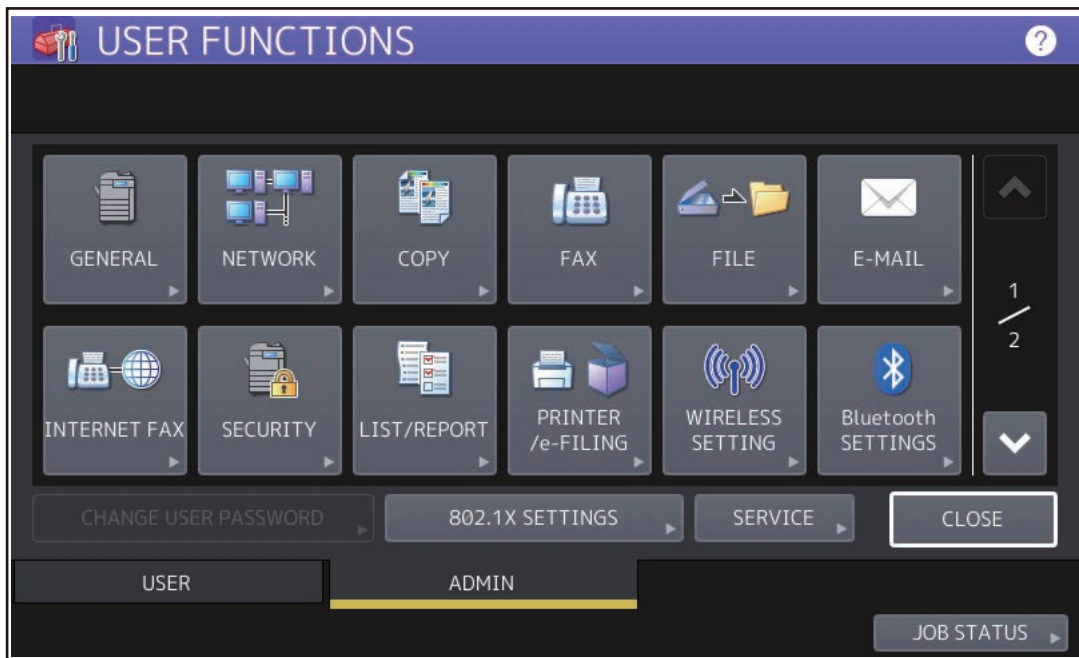 USER FUNCTIONS
?
GENERAL
NETWORK
COPY
FAX
FILE
E-MAIL
1
2
INTERNET FAX
SECURITY
LIST/REPORT
PRINTER
/e-FILING
WIRELESS
SETTING
Bluetooth
SETTINGS
CHANGE USER PASSWORD
802.1X SETTINGS
SERVICE
CLOSE
USER
ADMIN
JOB STATUS